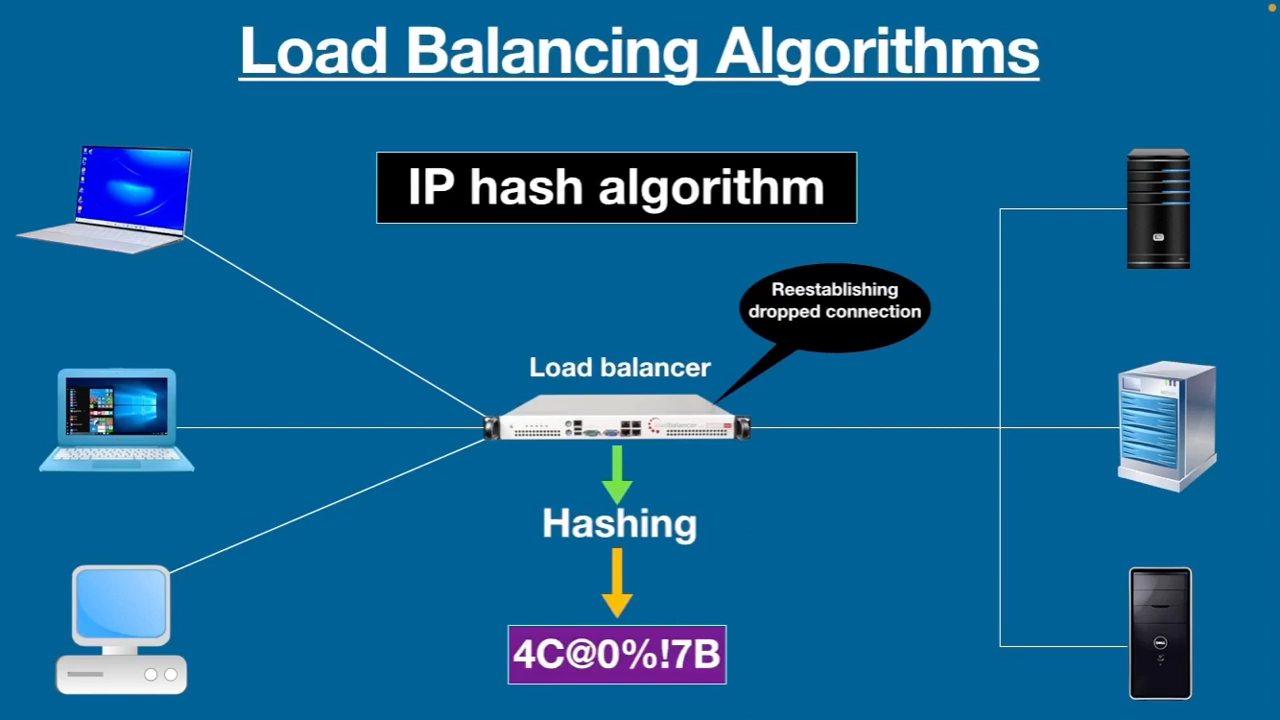 Load Balancing Algorithms
IP hash algorithm
Reestablishing
dropped connection
Load balancer
Hashing
4C@0%!7B